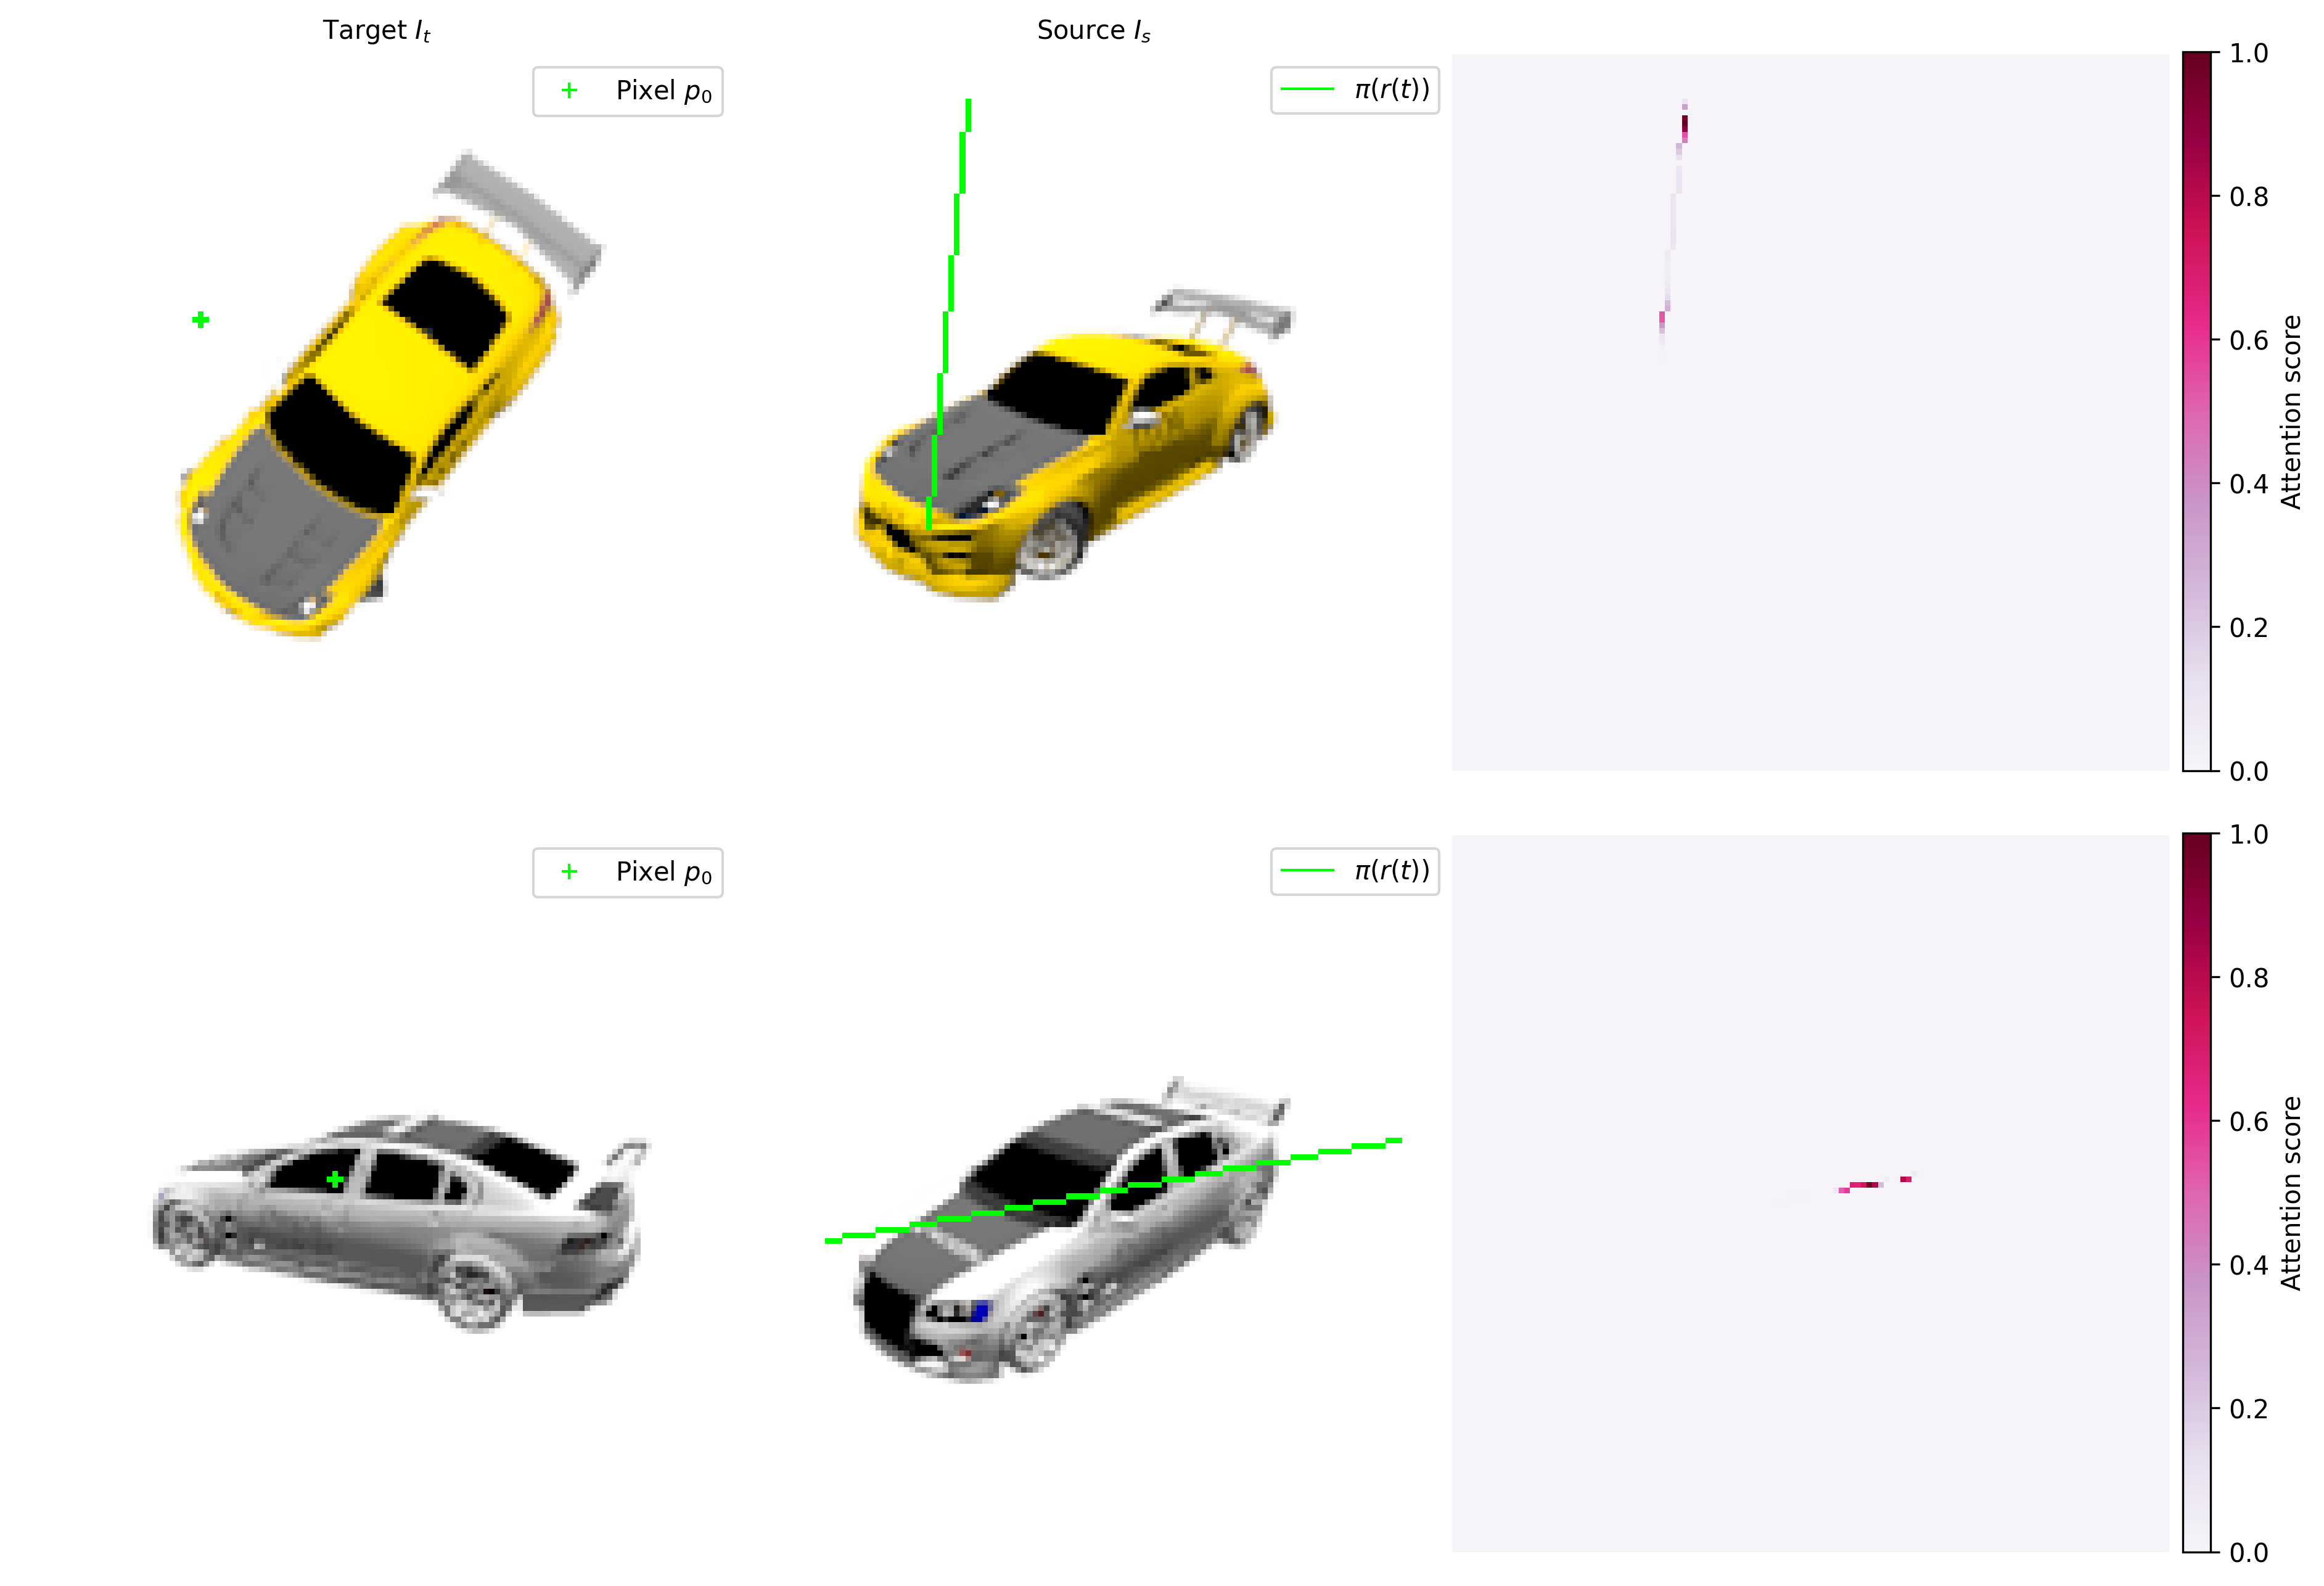 Target $I_t$
Source $I_s$
Pixel $p_0$
$\pi(r(t))$
1.0
0.8
0.6
0.4
0.2
0.0
Attention score
Pixel $p_0$
$\pi(r(t))$
1.0
0.8
0.6
0.4
0.2
0.0
Attention score